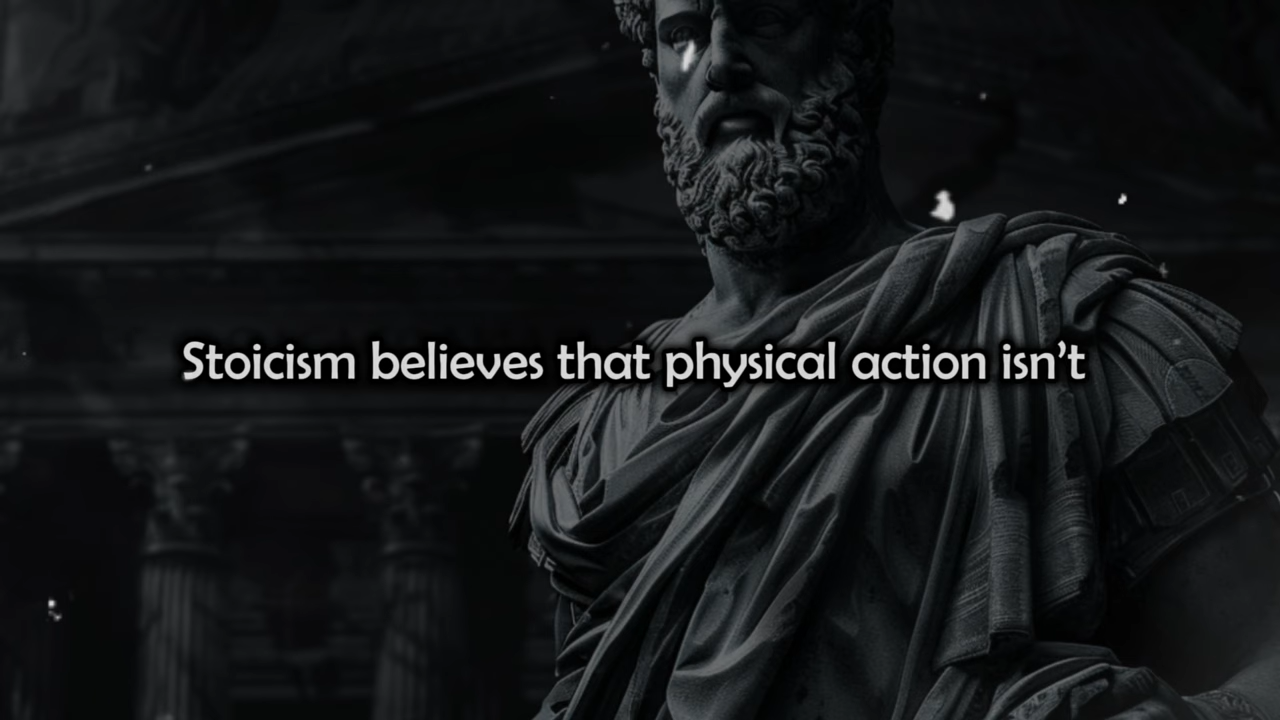 Stoicism believes that physical action isn’t